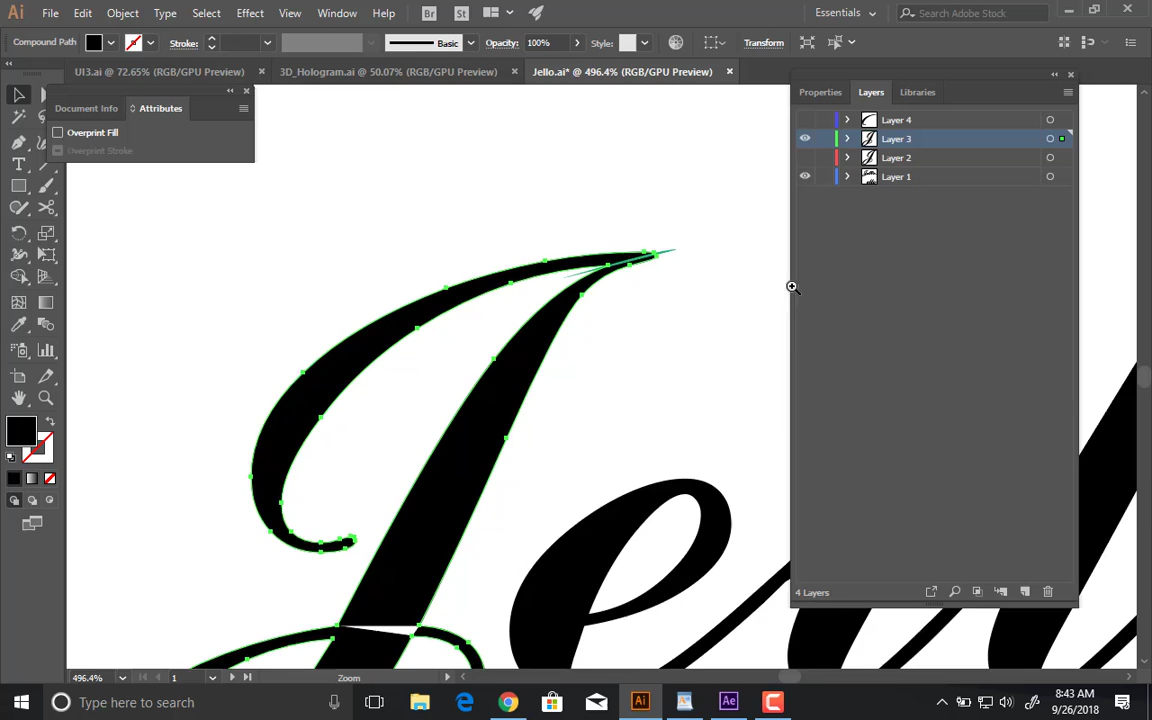 Ai File Edit Object Type Select Effect View Window Help Br St Essentials Search Adobe Stock
Compound Path Stroke: Basic Opacity: 100% Style: Transform
UI3.ai @ 72.65% (RGB/GPU Preview) × 3D_Hologram.ai @ 50.07% (RGB/GPU Preview) × Jello.ai* @ 496.4% (RGB/GPU Preview) ×
Document Info Attributes
Overprint Fill
Overprint Stroke
Properties Layers Libraries
Layer 4
Layer 3
Layer 2
Layer 1
4 Layers
Je
496.4% 1 Zoom
Type here to search Ai Ae 8:43 AM
9/26/2018